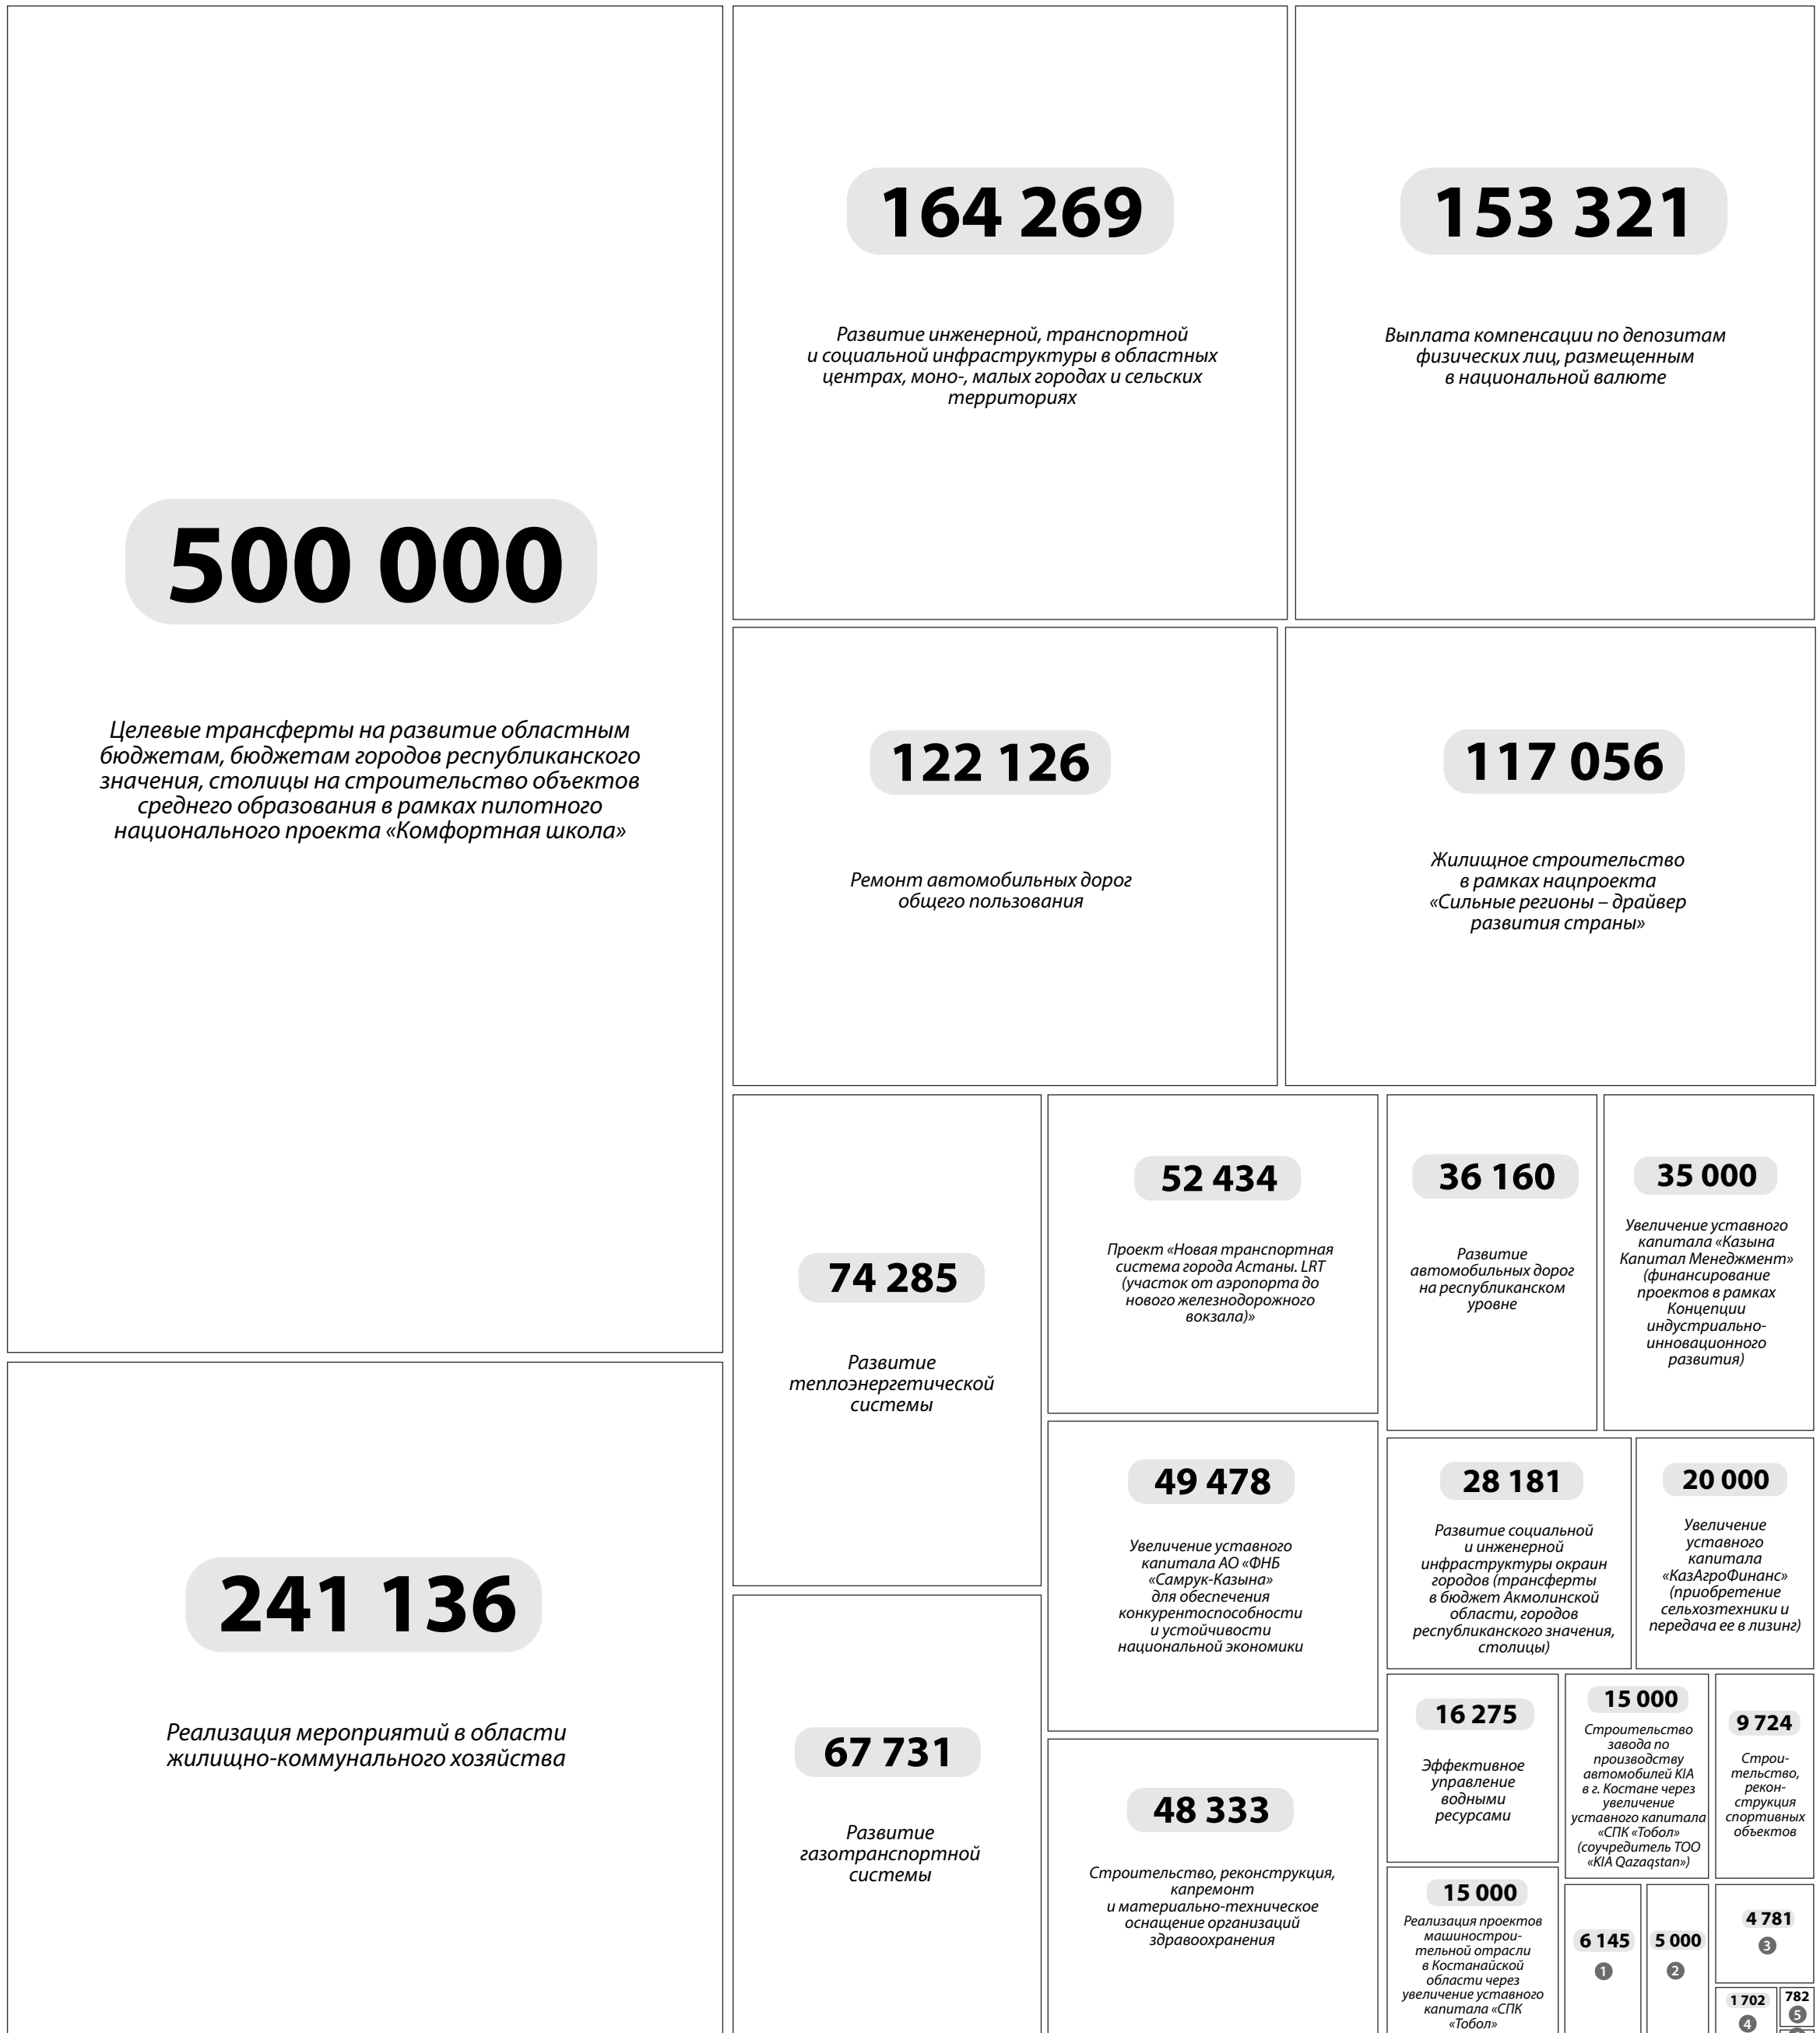 500 000
Целевые трансферты на развитие областным
бюджетам, бюджетам городов республиканского
значения, столицы на строительство объектов
среднего образования в рамках пилотного
национального проекта «Комфортная школа»
241 136
Реализация мероприятий в области
жилищно-коммунального хозяйства
164 269
Развитие инженерной, транспортной
и социальной инфраструктуры в областных
центрах, моно-, малых городах и сельских
территориях
153 321
Выплата компенсации по депозитам
физических лиц, размещенным
в национальной валюте
122 126
Ремонт автомобильных дорог
общего пользования
117 056
Жилищное строительство
в рамках нацпроекта
«Сильные регионы – драйвер
развития страны»
74 285
Развитие
теплоэнергетической
системы
67 731
Развитие
газотранспортной
системы
52 434
Проект «Новая транспортная
система города Астаны. LRT
(участок от аэропорта до
нового железнодорожного
вокзала)»
49 478
Увеличение уставного
капитала АО «ФНБ
«Самрук-Казына»
для обеспечения
конкурентоспособности
и устойчивости
национальной экономики
48 333
Строительство, реконструкция,
капремонт
и материально-техническое
оснащение организаций
здравоохранения
36 160
Развитие
автомобильных дорог
на республиканском
уровне
35 000
Увеличение уставного
капитала «Казына
Капитал Менеджмент»
(финансирование
проектов в рамках
Концепции
индустриально-
инновационного
развития)
28 181
Развитие социальной
и инженерной
инфраструктуры окраин
городов (трансферты
в бюджет Акмолинской
области, городов
республиканского значения,
столицы)
20 000
Увеличение
уставного
капитала
«КазАгроФинанс»
(приобретение
сельхозтехники и
передача ее в лизинг)
16 275
Эффективное
управление
водными
ресурсами
15 000
Строительство
завода по
производству
автомобилей KIA
в г. Костане через
увеличение
уставного капитала
«СПК «Тобол»
(соучредитель ТОО
«KIA Qazaqstan»)
9 724
Строи-
тельство,
рекон-
струкция
спортивных
объектов
15 000
Реализация проектов
машинострои-
тельной отрасли
в Костанайской
области через
увеличение уставного
капитала «СПК
«Тобол»
6 145
1
5 000
2
4 781
3
1 702
4
782
5